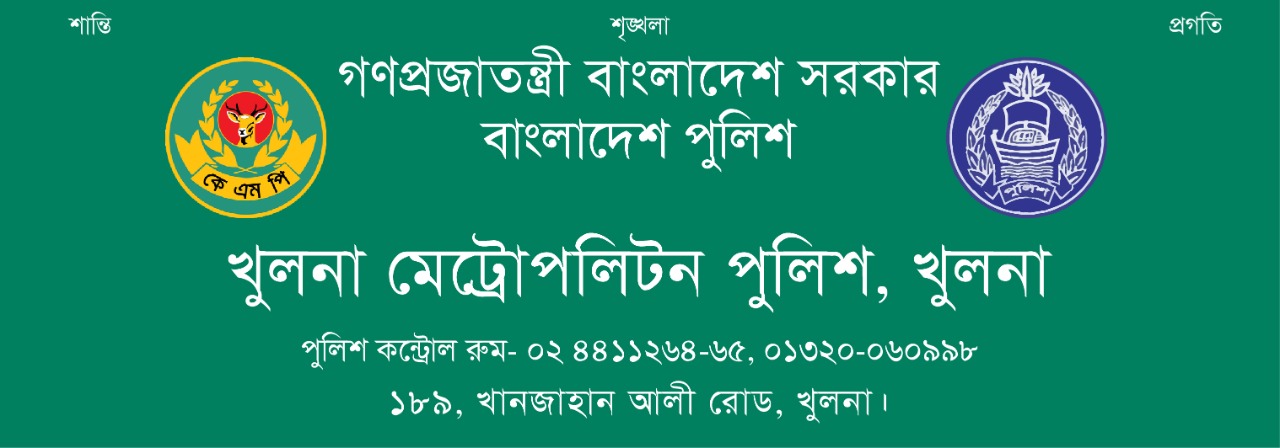 শান্তি শৃঙ্খলা প্রগতি
গণপ্রজাতন্ত্রী বাংলাদেশ সরকার
বাংলাদেশ পুলিশ
কে এম পি
পুলিশ
খুলনা মেট্রোপলিটন পুলিশ, খুলনা
পুলিশ কন্ট্রোল রুম- ০২ ৪৪১১২৬৪-৬৫, ০১৩২০-০৬০৯৯৮
১৮৯, খানজাহান আলী রোড, খুলনা।